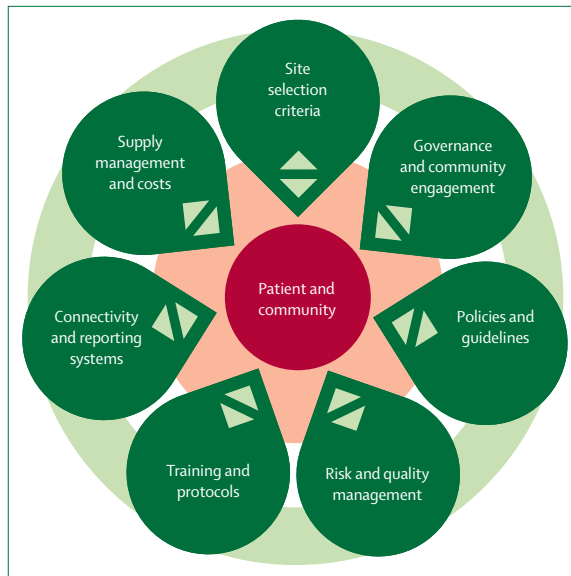 Site
selection
criteria
Governance
and community
engagement
Policies and
guidelines
Risk and quality
management
Training and
protocols
Connectivity
and reporting
systems
Supply
management
and costs
Patient and
community